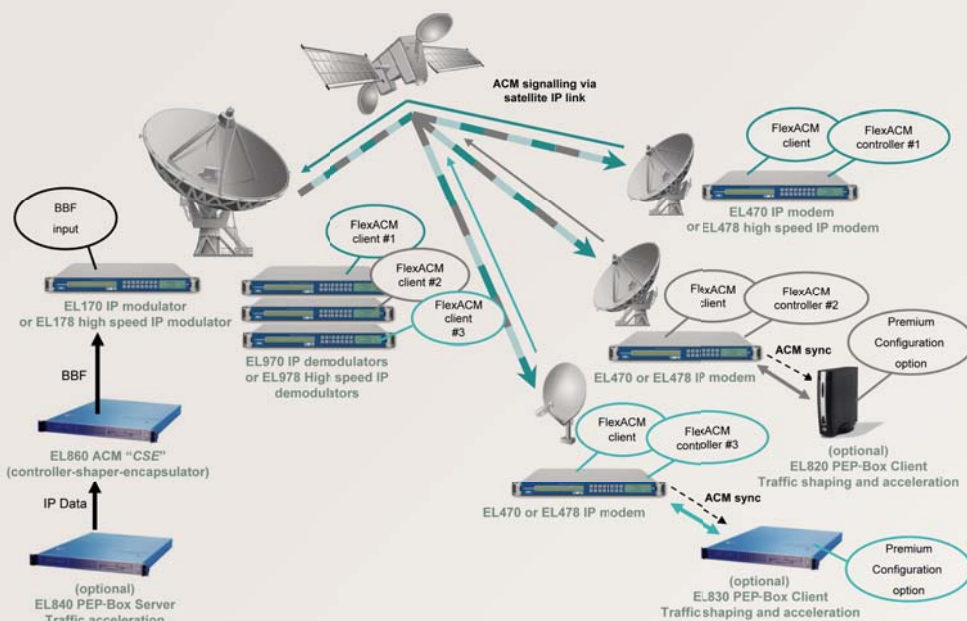 ACM signalling via
satellite IP link
FlexACM
client
FlexACM
controller #1
EL470 IP modem
or EL478 high speed IP modem
BBF
input
EL170 IP modulator
or EL178 high speed IP modulator
FlexACM
client #1
FlexACM
client #2
FlexACM
client
#3
EL970 IP demodulators
or EL978 High speed IP
demodulators
FlexACM
client
FlexACM
controller #2
EL470 or EL478 IP modem
ACM sync
Premium
Configuration
option
(optional)
EL820 PEP-Box Client
Traffic shaping and acceleration
BBF
EL860 ACM “CSE”
(controller-shaper-encapsulator)
IP Data
(optional)
EL840 PEP-Box Server
Traffic acceleration
FlexACM
client
FlexACM
controller #3
EL470 or EL478 IP modem
ACM sync
Premium
Configuration
option
(optional)
EL830 PEP-Box Client
Traffic shaping and acceleration